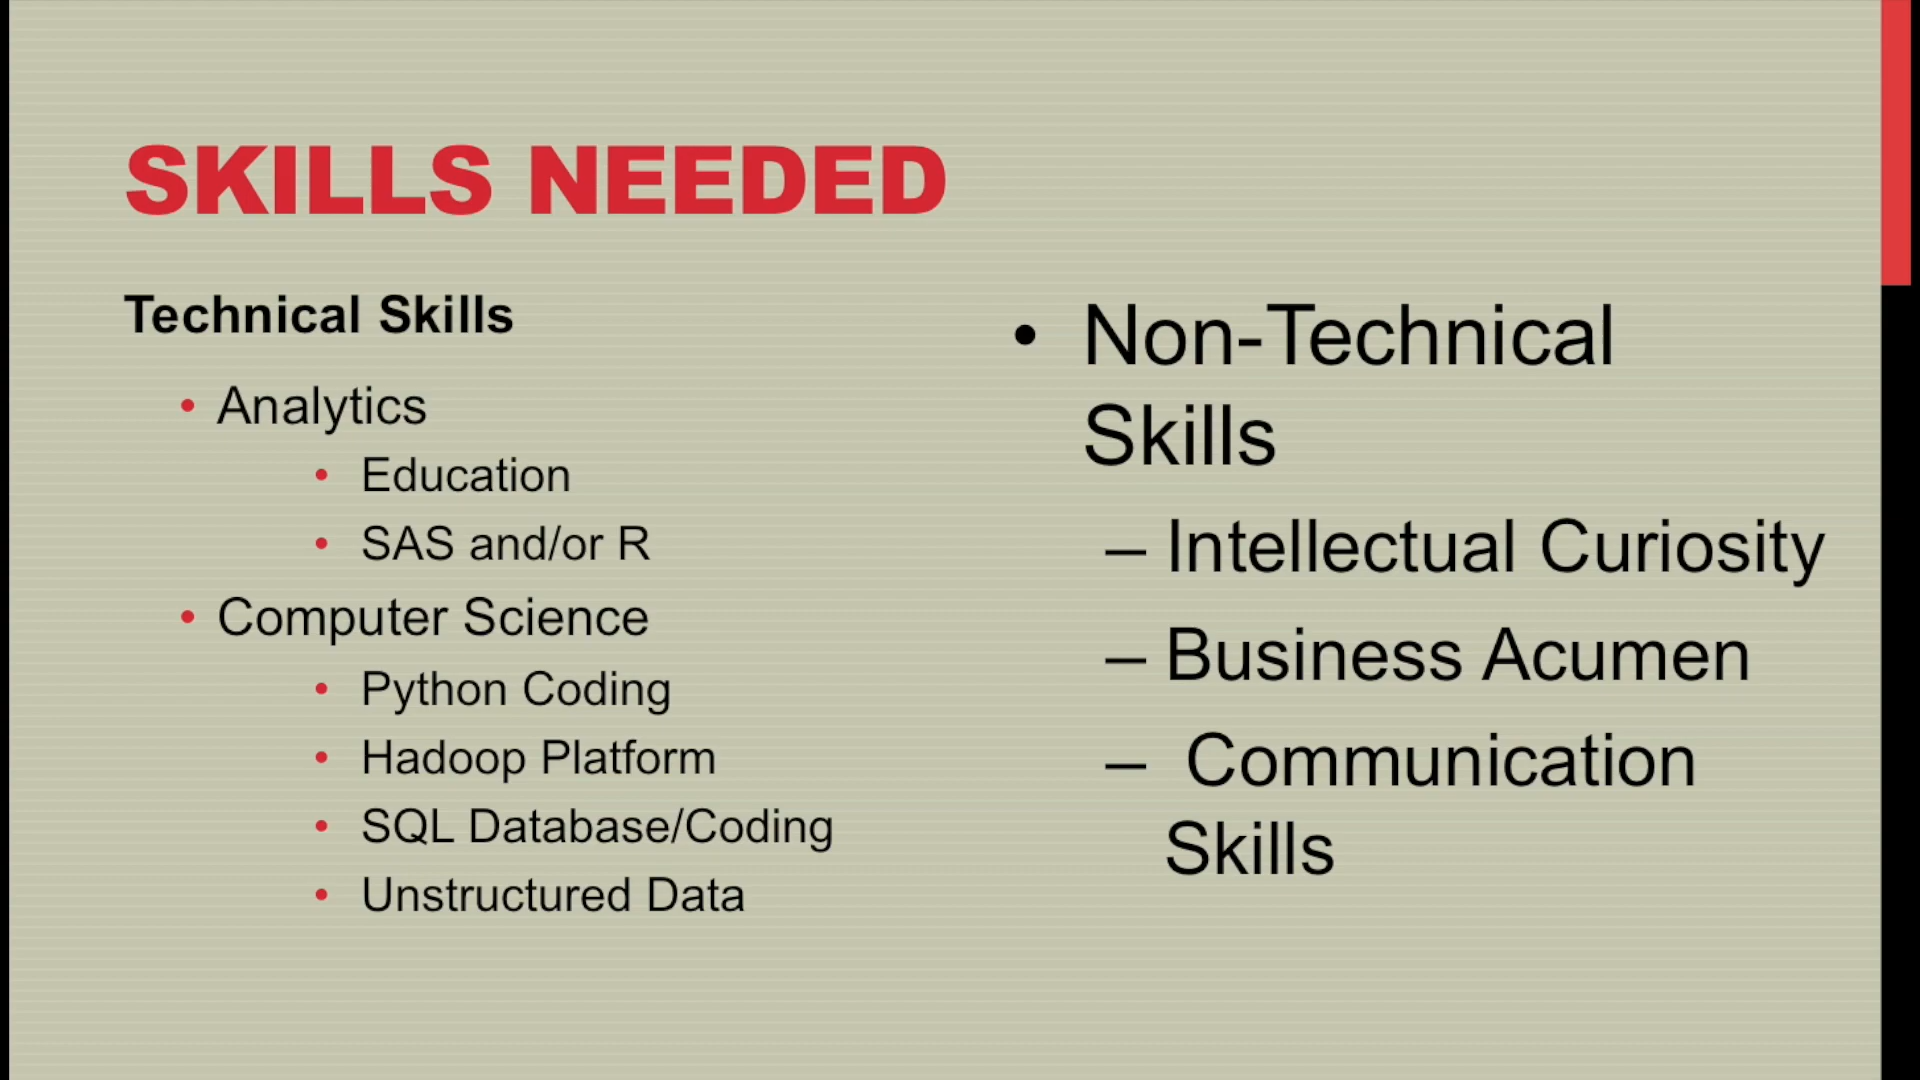 SKILLS NEEDED
Technical Skills
• Analytics
• Education
• SAS and/or R
• Computer Science
• Python Coding
• Hadoop Platform
• SQL Database/Coding
• Unstructured Data
• Non-Technical
Skills
– Intellectual Curiosity
– Business Acumen
– Communication
Skills